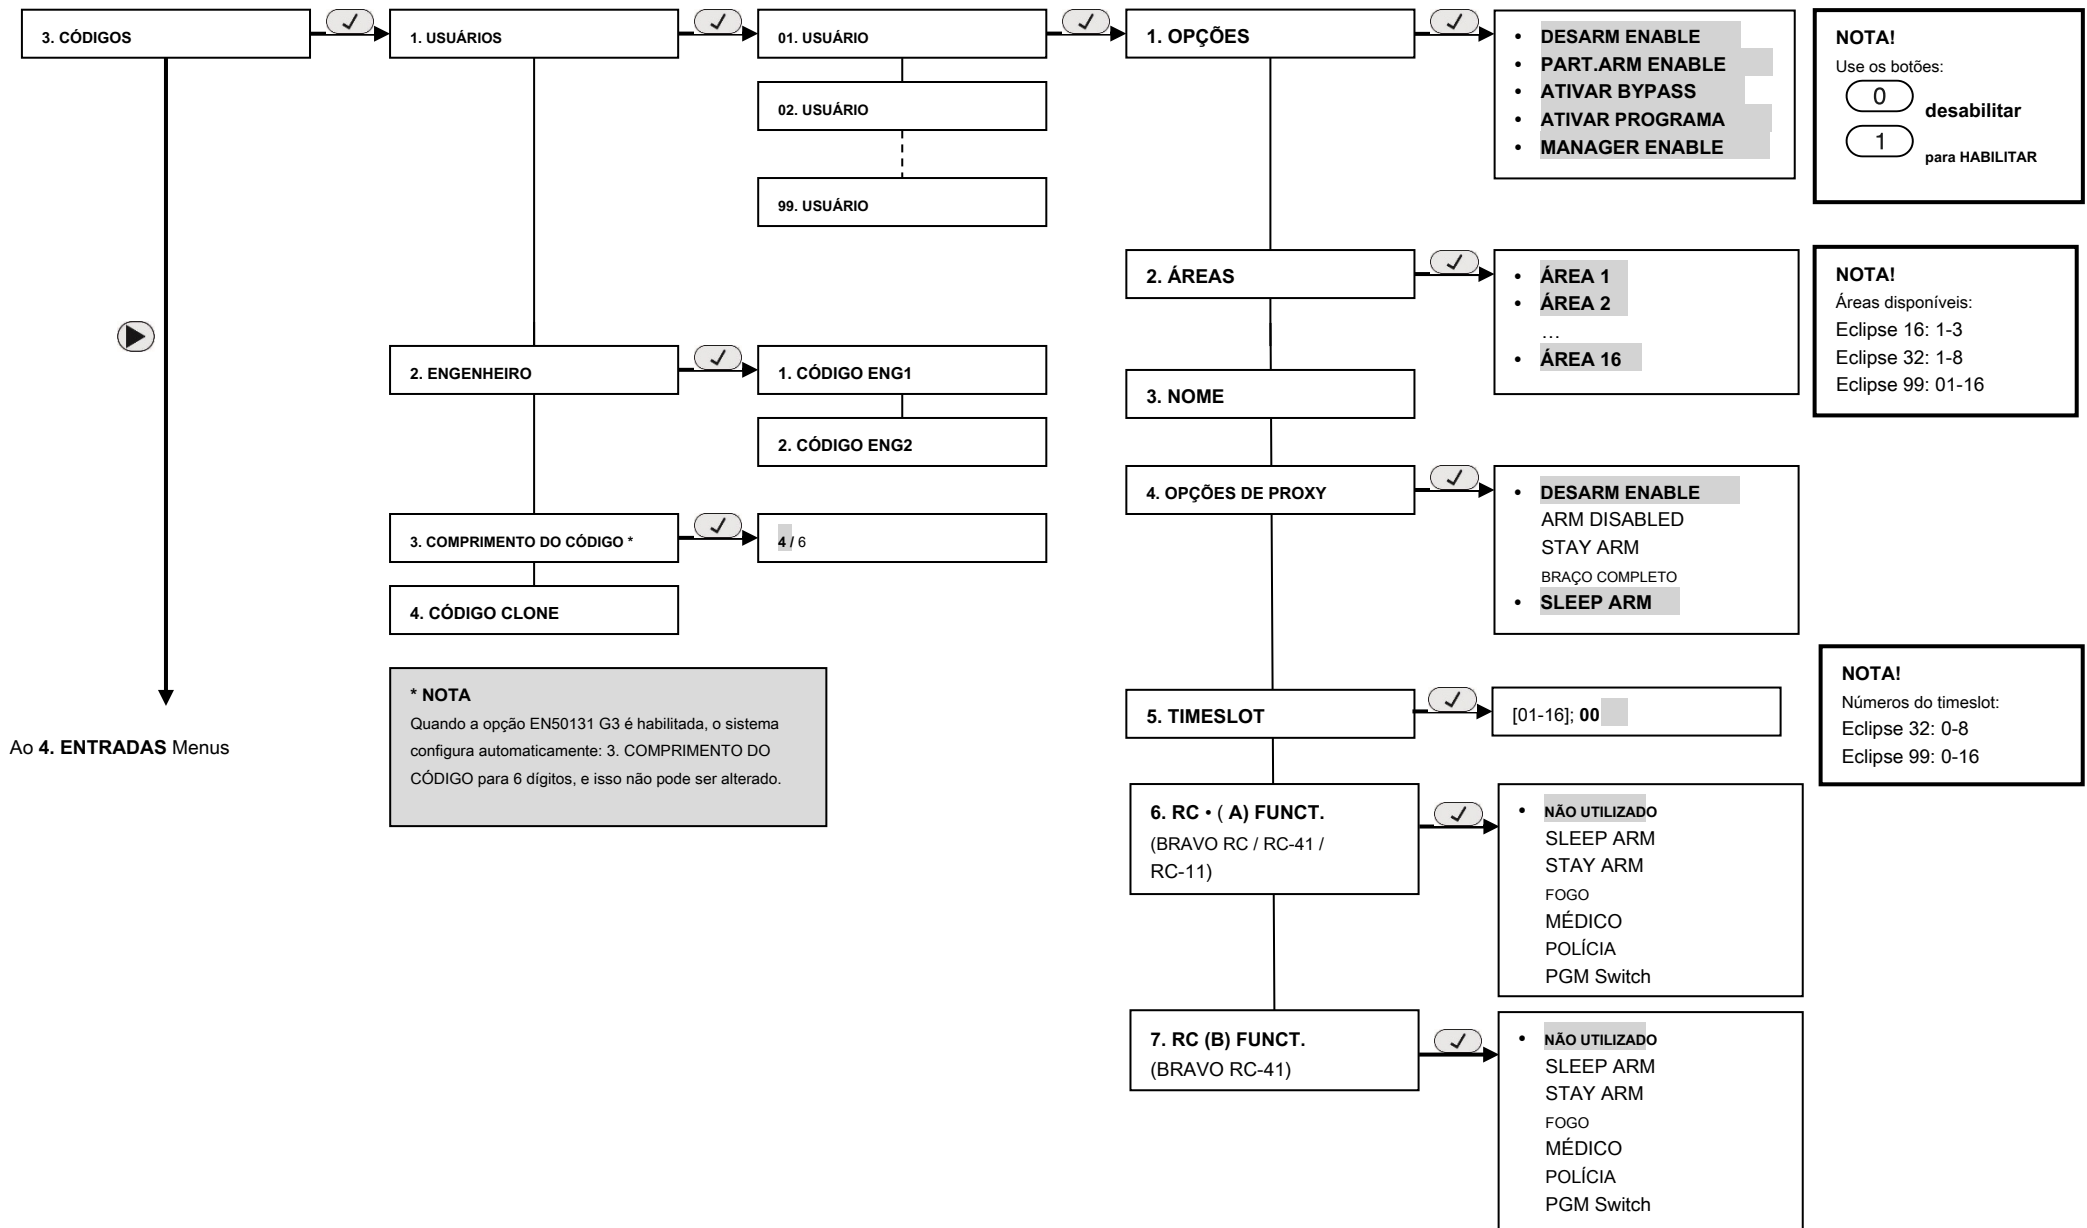 3. CÓDIGOS
1. USUÁRIOS
01. USUÁRIO
02. USUÁRIO
99. USUÁRIO
1. OPÇÕES
• DESARM ENABLE
• PART.ARM ENABLE
• ATIVAR BYPASS
• ATIVAR PROGRAMA
• MANAGER ENABLE
NOTA!
Use os botões:
0 desabilitar
1 para HABILITAR
2. ÁREAS
• ÁREA 1
• ÁREA 2
…
• ÁREA 16
NOTA!
Áreas disponíveis:
Eclipse 16: 1-3
Eclipse 32: 1-8
Eclipse 99: 01-16
2. ENGENHEIRO
1. CÓDIGO ENG1
2. CÓDIGO ENG2
3. NOME
4. OPÇÕES DE PROXY
• DESARM ENABLE
ARM DISABLED
STAY ARM
BRAÇO COMPLETO
• SLEEP ARM
3. COMPRIMENTO DO CÓDIGO *
4 / 6
4. CÓDIGO CLONE
* NOTA
Quando a opção EN50131 G3 é habilitada, o sistema
configura automaticamente: 3. COMPRIMENTO DO
CÓDIGO para 6 dígitos, e isso não pode ser alterado.
Ao 4. ENTRADAS Menus
5. TIMESLOT
[01-16]; 00
NOTA!
Números do timeslot:
Eclipse 32: 0-8
Eclipse 99: 0-16
6. RC • ( A) FUNCT.
(BRAVO RC / RC-41 /
RC-11)
• NÃO UTILIZADO
SLEEP ARM
STAY ARM
FOGO
MÉDICO
POLÍCIA
PGM Switch
7. RC (B) FUNCT.
(BRAVO RC-41)
• NÃO UTILIZADO
SLEEP ARM
STAY ARM
FOGO
MÉDICO
POLÍCIA
PGM Switch